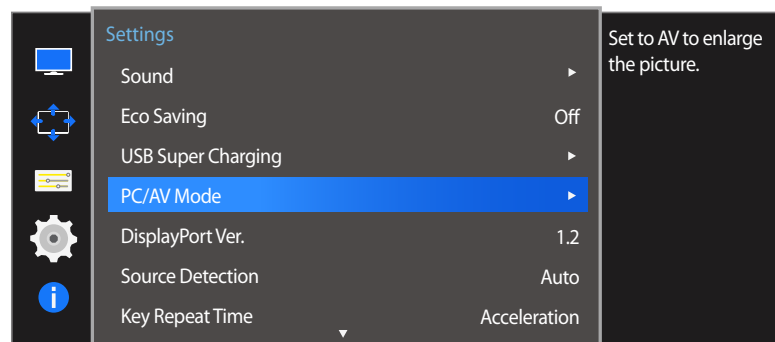 Settings
Sound
Eco Saving Off
USB Super Charging
PC/AV Mode
DisplayPort Ver. 1.2
Source Detection Auto
Key Repeat Time Acceleration
Set to AV to enlarge
the picture.